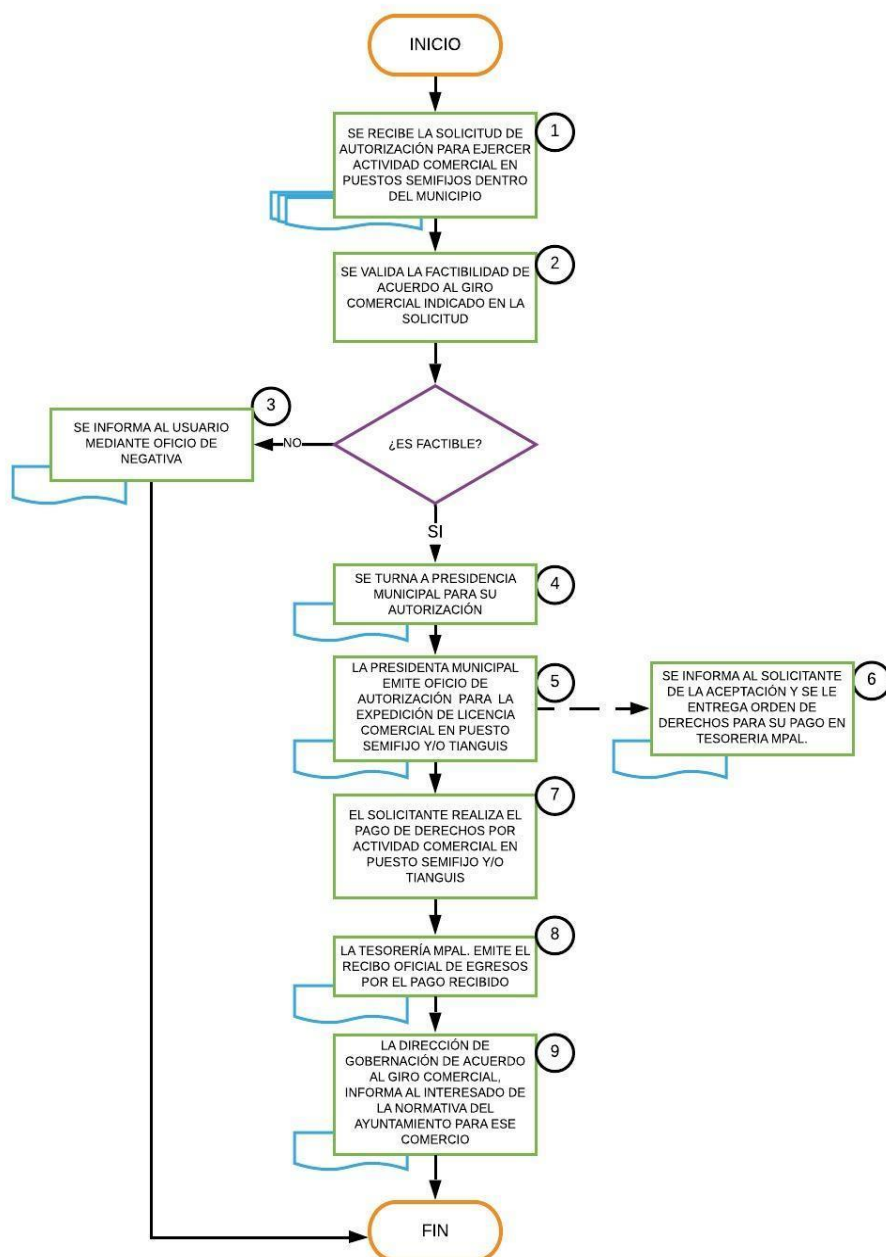 INICIO
1
SE RECIBE LA SOLICITUD DE
AUTORIZACIÓN PARA EJERCER
ACTIVIDAD COMERCIAL EN
PUESTOS SEMIFIJOS DENTRO
DEL MUNICIPIO
2
SE VALIDA LA FACTIBILIDAD DE
ACUERDO AL GIRO
COMERCIAL INDICADO EN LA
SOLICITUD
¿ES FACTIBLE?
NO
3
SE INFORMA AL USUARIO
MEDIANTE OFICIO DE
NEGATIVA
SI
4
SE TURNA A PRESIDENCIA
MUNICIPAL PARA SU
AUTORIZACIÓN
5
LA PRESIDENTA MUNICIPAL
EMITE OFICIO DE
AUTORIZACIÓN PARA LA
EXPEDICIÓN DE LICENCIA
COMERCIAL EN PUESTO
SEMIFIJO Y/O TIANGUIS
6
SE INFORMA AL SOLICITANTE
DE LA ACEPTACIÓN Y SE LE
ENTREGA ORDEN DE
DERECHOS PARA SU PAGO EN
TESORERIA MPAL.
7
EL SOLICITANTE REALIZA EL
PAGO DE DERECHOS POR
ACTIVIDAD COMERCIAL EN
PUESTO SEMIFIJO Y/O
TIANGUIS
8
LA TESORERÍA MPAL. EMITE EL
RECIBO OFICIAL DE EGRESOS
POR EL PAGO RECIBIDO
9
LA DIRECCIÓN DE
GOBERNACIÓN DE ACUERDO
AL GIRO COMERCIAL,
INFORMA AL INTERESADO DE
LA NORMATIVA DEL
AYUNTAMIENTO PARA ESE
COMERCIO
FIN